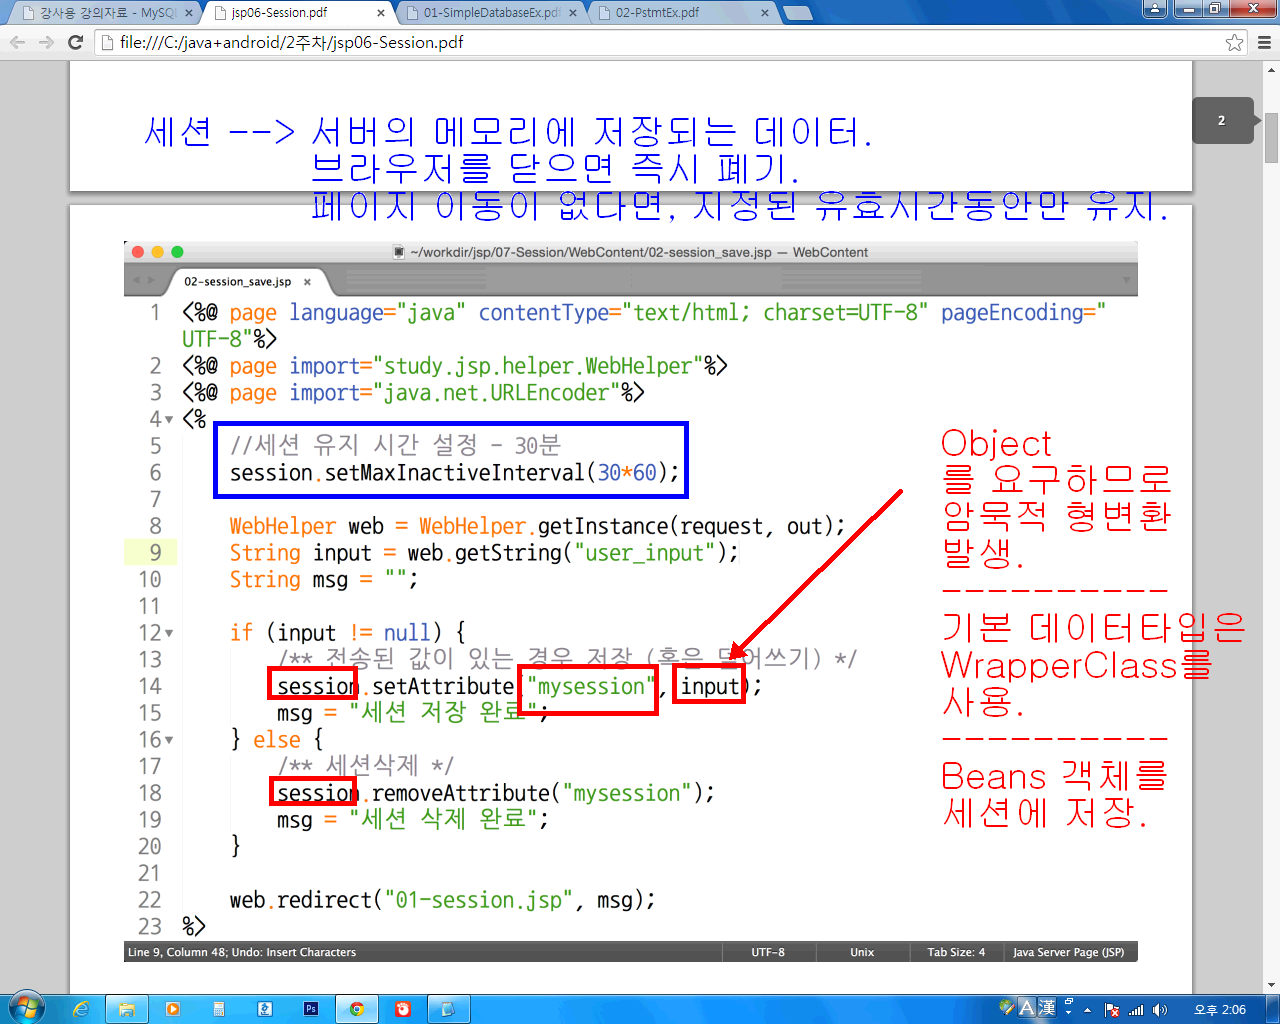 강사용 강의자료 - MySQL
jsp06-Session.pdf
01-SimpleDatabaseEx.pdf
02-PstmtEx.pdf
file:///C:/java+android/2주차/jsp06-Session.pdf
2
세션 --> 서버의 메모리에 저장되는 데이터.
브라우저를 닫으면 즉시 폐기.
페이지 이동이 없다면, 지정된 유효시간동안만 유지.
~/workdir/jsp/07-Session/WebContent/02-session_save.jsp — WebContent
02-session_save.jsp
1 <%@ page language="java" contentType="text/html; charset=UTF-8" pageEncoding="
UTF-8"%>
2 <%@ page import="study.jsp.helper.WebHelper"%>
3 <%@ page import="java.net.URLEncoder"%>
4 <%
5 //세션 유지 시간 설정 - 30분
6 session.setMaxInactiveInterval(30*60);
7
8 WebHelper web = WebHelper.getInstance(request, out);
9 String input = web.getString("user_input");
10 String msg = "";
11
12 if (input != null) {
13 /** 전송된 값이 있는 경우 저장 (혹은 덮어쓰기) */
14 session.setAttribute("mysession", input);
15 msg = "세션 저장 완료";
16 } else {
17 /** 세션삭제 */
18 session.removeAttribute("mysession");
19 msg = "세션 삭제 완료";
20 }
21
22 web.redirect("01-session.jsp", msg);
23 %>
Object
를 요구하므로
암묵적 형변환
발생.
----------
기본 데이터타입은
WrapperClass를
사용.
----------
Beans 객체를
세션에 저장.
Line 9, Column 48; Undo: Insert Characters
UTF-8
Unix
Tab Size: 4
Java Server Page (JSP)
Ps
A 漢
오후 2:06